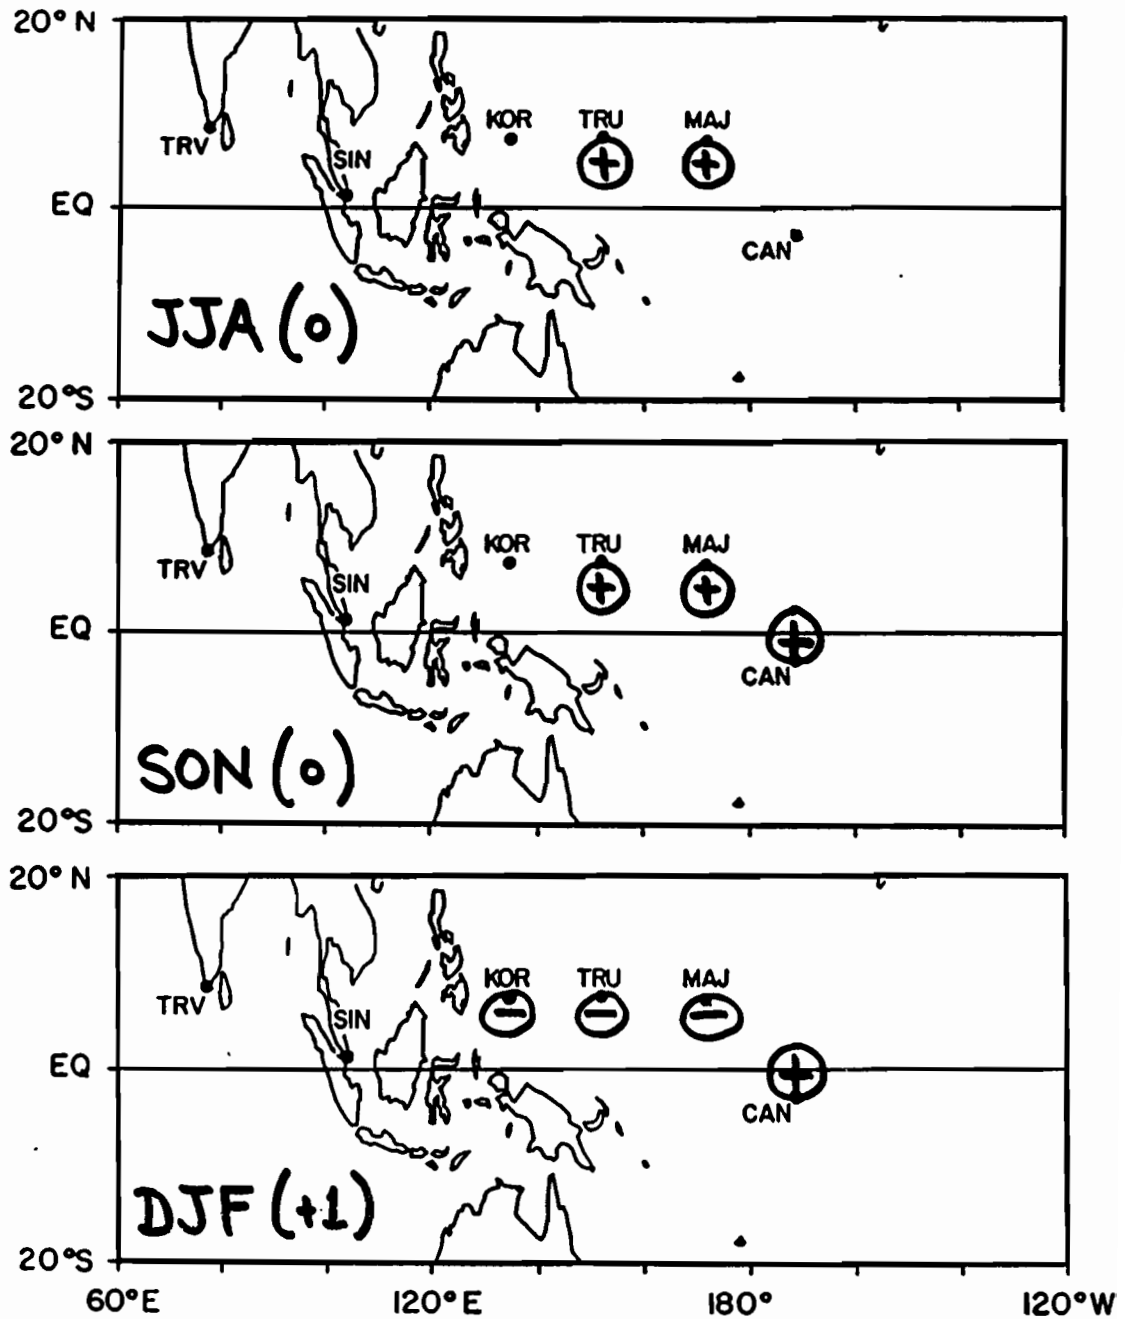 20°N
KOR TRU MAJ
TRV
SIN
+ +
EQ
CAN
JJA (0)
20°S
20°N
KOR TRU MAJ
TRV
SIN
+ +
EQ
+
CAN
SON (0)
20°S
20°N
KOR TRU MAJ
TRV
SIN
− − −
EQ
+
CAN
DJF (+1)
20°S
60°E 120°E 180° 120°W